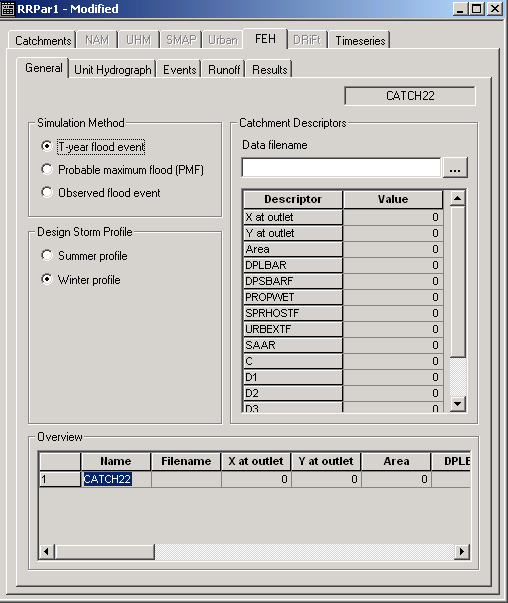 RRPar1 - Modified
Catchments NAM UHM SMAP Urban FEH DRiFt Timeseries
General Unit Hydrograph Events Runoff Results
CATCH22
Simulation Method
T-year flood event
Probable maximum flood (PMF)
Observed flood event
Design Storm Profile
Summer profile
Winter profile
Catchment Descriptors
Data filename
...
Descriptor Value
X at outlet 0
Y at outlet 0
Area 0
DPLBAR 0
DPSBARF 0
PROPWET 0
SPRHOSTF 0
URBEXTF 0
SAAR 0
C 0
D1 0
D2 0
D3 0
Overview
Name Filename X at outlet Y at outlet Area DPLB
1 CATCH22 0 0 0